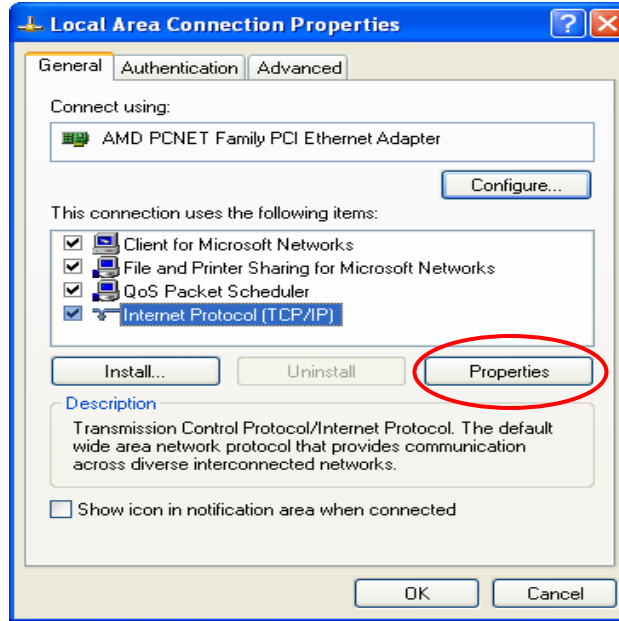 Local Area Connection Properties
General Authentication Advanced
Connect using:
AMD PCNET Family PCI Ethernet Adapter
Configure...
This connection uses the following items:
Client for Microsoft Networks
File and Printer Sharing for Microsoft Networks
QoS Packet Scheduler
Internet Protocol (TCP/IP)
Install... Uninstall Properties
Description
Transmission Control Protocol/Internet Protocol. The default
wide area network protocol that provides communication
across diverse interconnected networks.
Show icon in notification area when connected
OK Cancel